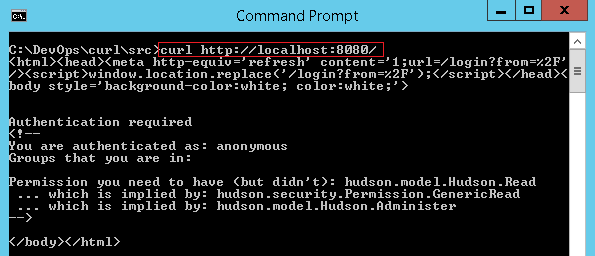 Command Prompt
C:\DevOps\curl\src>curl http://localhost:8080/
<html><head><meta http-equiv='refresh' content='1;url=/login?from=%2F'
/><script>window.location.replace('/login?from=%2F');</script></head><
body style='background-color:white; color:white;'>
Authentication required
<!--
You are authenticated as: anonymous
Groups that you are in:
Permission you need to have (but didn't): hudson.model.Hudson.Read
... which is implied by: hudson.security.Permission.GenericRead
... which is implied by: hudson.model.Hudson.Administer
-->
</body></html>